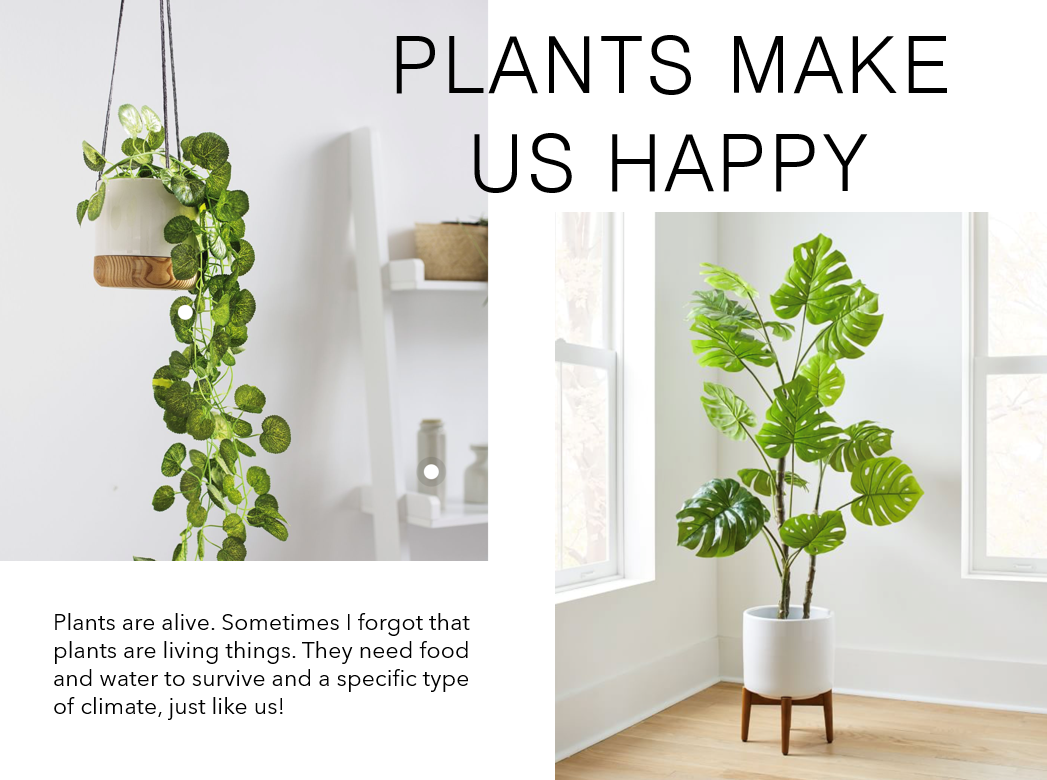 PLANTS MAKE
US HAPPY
Plants are alive. Sometimes I forgot that
plants are living things. They need food
and water to survive and a specific type
of climate, just like us!